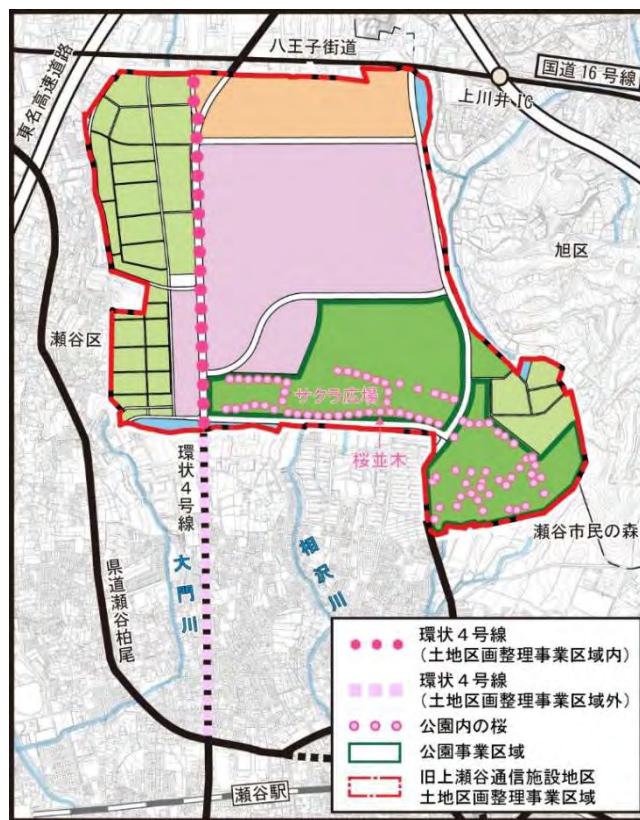 八王子街道
東名高速道路
国道16号線
上川井IC
旭区
瀬谷区
サクラ広場
桜並木
環状4号線
瀬谷市民の森
県道瀬谷柏尾
大門川
相沢川
瀬谷駅
環状4号線
(土地区画整理事業区域内)
環状4号線
(土地区画整理事業区域外)
公園内の桜
公園事業区域
旧上瀬谷通信施設地区
土地区画整理事業区域